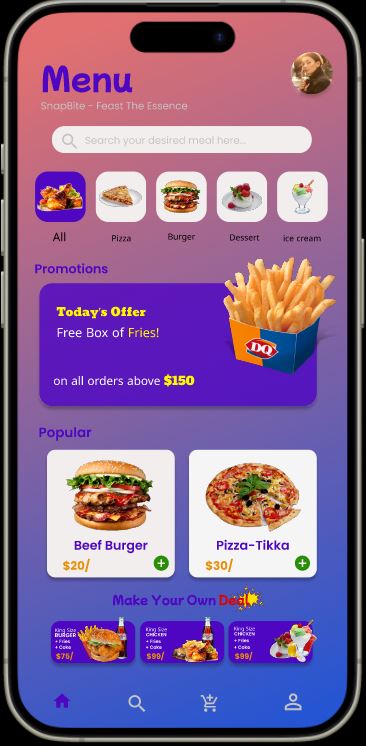 Menu
SnapBite - Feast The Essence
Search your desired meal here...
All
Pizza
Burger
Dessert
ice cream
Promotions
Today's Offer
Free Box of Fries!
DQ
on all orders above $150
Popular
Beef Burger
$20/
Pizza-Tikka
$30/
Make Your Own Deal
King Size
BURGER
+ Fries
+ Coke
$75/
King Size
CHICKEN
+ Fries
+ Coke
$99/
King Size
CHICKEN
+ Fries
+ Coke
$99/